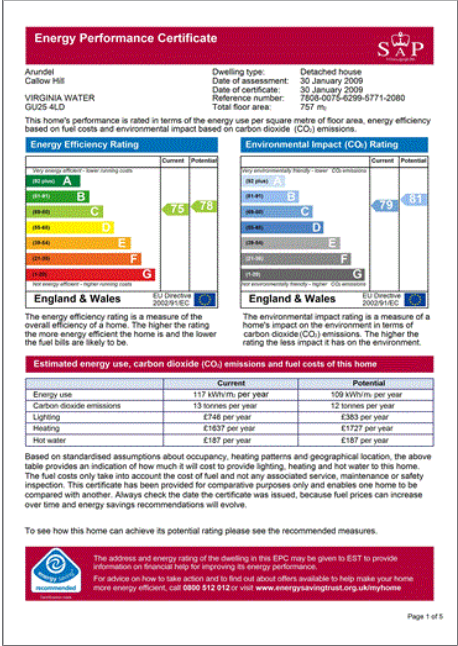 Energy Performance Certificate
SAP
Arundel
Callow Hill
VIRGINIA WATER
GU25 4LD
Dwelling type: Detached house
Date of assessment: 30 January 2009
Date of certificate: 30 January 2009
Reference number: 7808-0075-6299-5771-2080
Total floor area: 757 m₂
This home's performance is rated in terms of the energy use per square metre of floor area, energy efficiency
based on fuel costs and environmental impact based on carbon dioxide (CO₂) emissions.
Energy Efficiency Rating
Current Potential
Very energy efficient - lower running costs
(92 plus) A
(81-91) B
(69-80) C
(55-68) D
(39-54) E
(21-38) F
(1-20) G
75 78
Not energy efficient - higher running costs
England & Wales
EU Directive
2002/91/EC
Environmental Impact (CO₂) Rating
Current Potential
Very environmentally friendly - lower CO₂ emissions
(92 plus) A
(81-91) B
(69-80) C
(55-68) D
(39-54) E
(21-38) F
(1-20) G
79 81
Not environmentally friendly - higher CO₂ emissions
England & Wales
EU Directive
2002/91/EC
The energy efficiency rating is a measure of the
overall efficiency of a home. The higher the rating
the more energy efficient the home is and the lower
the fuel bills are likely to be.
The environmental impact rating is a measure of a
home's impact on the environment in terms of
carbon dioxide (CO₂) emissions. The higher the
rating the less impact it has on the environment.
Estimated energy use, carbon dioxide (CO₂) emissions and fuel costs of this home
Current Potential
Energy use 117 kWh/m₂ per year 109 kWh/m₂ per year
Carbon dioxide emissions 13 tonnes per year 12 tonnes per year
Lighting £746 per year £383 per year
Heating £1637 per year £1727 per year
Hot water £187 per year £187 per year
Based on standardised assumptions about occupancy, heating patterns and geographical location, the above
table provides an indication of how much it will cost to provide lighting, heating and hot water to this home.
The fuel costs only take into account the cost of fuel and not any associated service, maintenance or safety
inspection. This certificate has been provided for comparative purposes only and enables one home to be
compared with another. Always check the date the certificate was issued, because fuel prices can increase
over time and energy savings recommendations will evolve.
To see how this home can achieve its potential rating please see the recommended measures.
energy saving
recommended
The address and energy rating of the dwelling in this EPC may be given to EST to provide
information on financial help for improving its energy performance.
For advice on how to take action and to find out about offers available to help make your home
more energy efficient, call 0800 512 012 or visit www.energysavingtrust.org.uk/myhome
Page 1 of 5